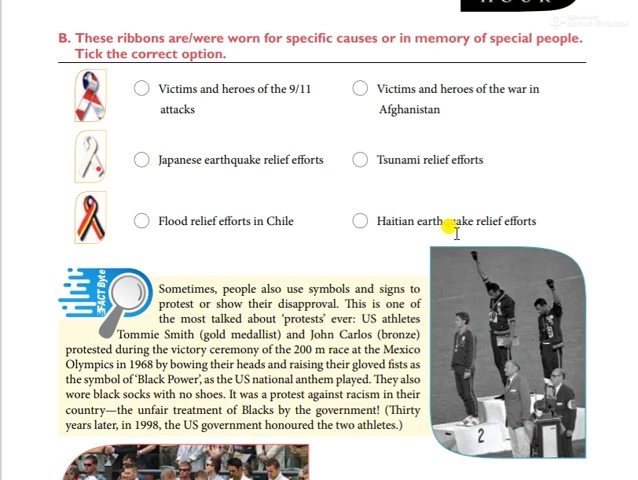 HOUR
B. These ribbons are/were worn for specific causes or in memory of special people.
Tick the correct option.
Victims and heroes of the 9/11 attacks
Victims and heroes of the war in Afghanistan
Japanese earthquake relief efforts
Tsunami relief efforts
Flood relief efforts in Chile
Haitian earthquake relief efforts
FACT Byte
Sometimes, people also use symbols and signs to
protest or show their disapproval. This is one of
the most talked about 'protests' ever: US athletes
Tommie Smith (gold medallist) and John Carlos (bronze)
protested during the victory ceremony of the 200 m race at the Mexico
Olympics in 1968 by bowing their heads and raising their gloved fists as
the symbol of 'Black Power', as the US national anthem played. They also
wore black socks with no shoes. It was a protest against racism in their
country—the unfair treatment of Blacks by the government! (Thirty
years later, in 1998, the US government honoured the two athletes.)
2